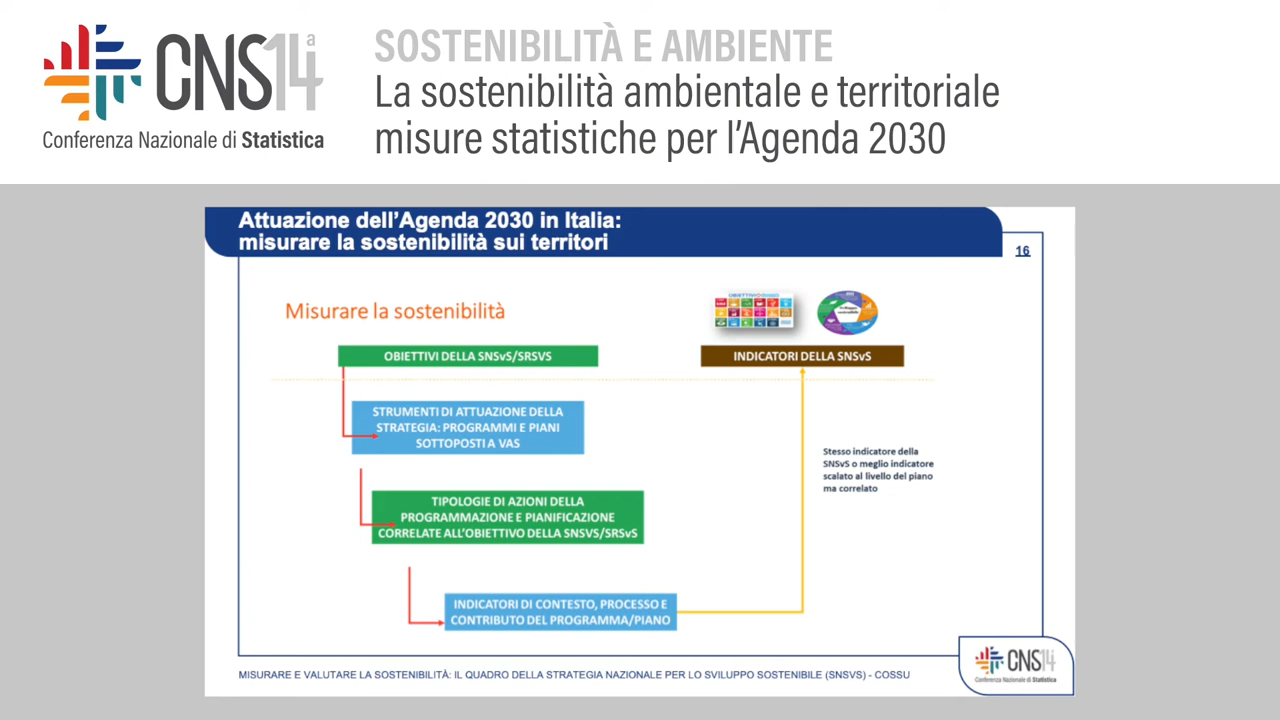 CNS14a
Conferenza Nazionale di Statistica
SOSTENIBILITÀ E AMBIENTE
La sostenibilità ambientale e territoriale
misure statistiche per l'Agenda 2030
Attuazione dell'Agenda 2030 in Italia:
misurare la sostenibilità sui territori
16
Misurare la sostenibilità
OBIETTIVI DELLA SNSvS/SRSVS
INDICATORI DELLA SNSvS
STRUMENTI DI ATTUAZIONE DELLA
STRATEGIA: PROGRAMMI E PIANI
SOTTOPOSTI A VAS
Stesso indicatore della
SNSvS o meglio indicatore
scalato al livello del piano
ma correlato
TIPOLOGIE DI AZIONI DELLA
PROGRAMMAZIONE E PIANIFICAZIONE
CORRELATE ALL'OBIETTIVO DELLA SNSVS/SRSvS
INDICATORI DI CONTESTO, PROCESSO E
CONTRIBUTO DEL PROGRAMMA/PIANO
MISURARE E VALUTARE LA SOSTENIBILITÀ: IL QUADRO DELLA STRATEGIA NAZIONALE PER LO SVILUPPO SOSTENIBILE (SNSVS) - COSSU
CNS14
Conferenza Nazionale di Statistica